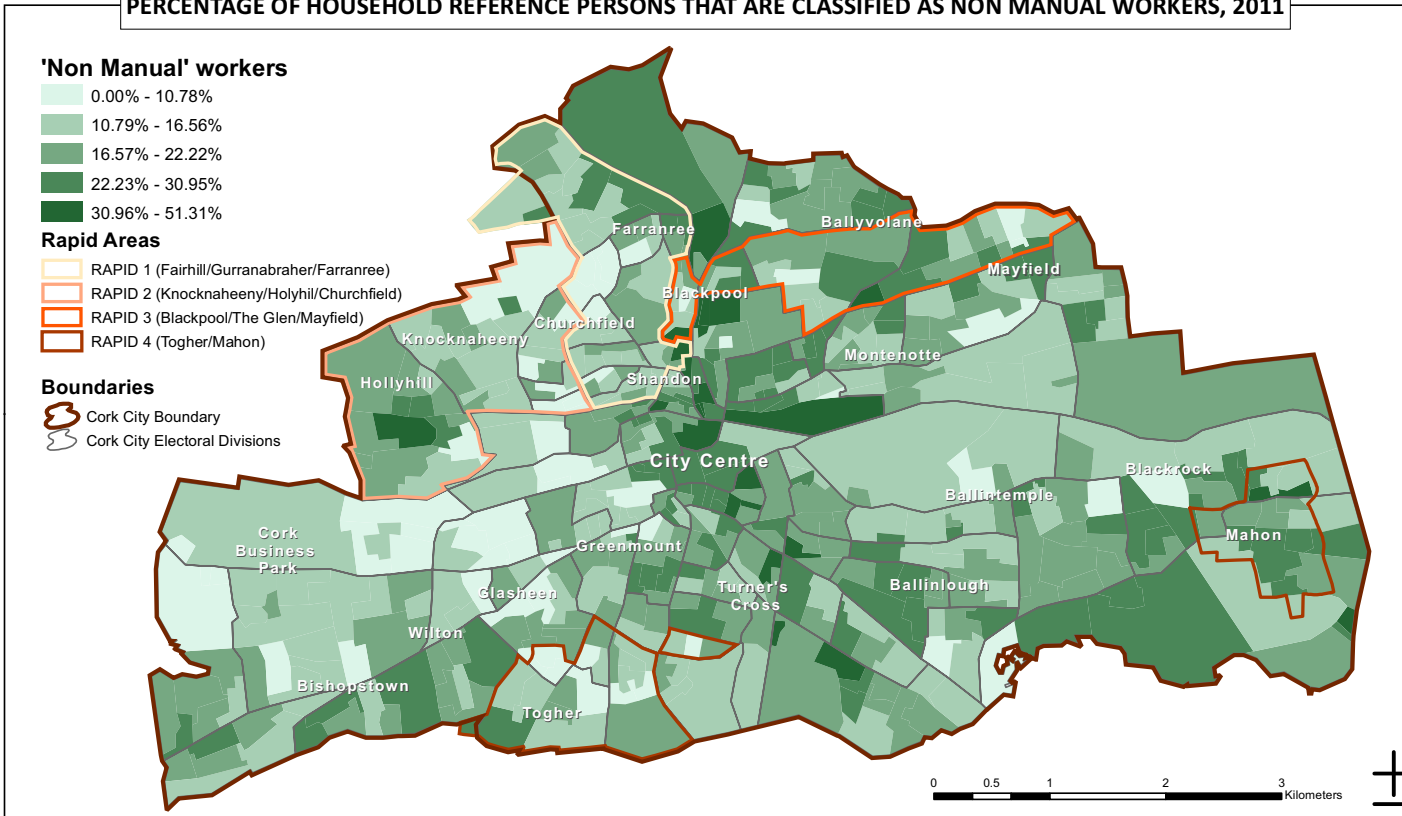 PERCENTAGE OF HOUSEHOLD REFERENCE PERSONS THAT ARE CLASSIFIED AS NON MANUAL WORKERS, 2011
'Non Manual' workers
0.00% - 10.78%
10.79% - 16.56%
16.57% - 22.22%
22.23% - 30.95%
30.96% - 51.31%
Rapid Areas
RAPID 1 (Fairhill/Gurranabraher/Farranree)
RAPID 2 (Knocknaheeny/Holyhil/Churchfield)
RAPID 3 (Blackpool/The Glen/Mayfield)
RAPID 4 (Togher/Mahon)
Boundaries
Cork City Boundary
Cork City Electoral Divisions
Farranree
Ballyvolane
Mayfield
Blackpool
Churchfield
Knocknaheeny
Montenotte
Hollyhill
Shandon
City Centre
Blackrock
Ballintemple
Cork
Business
Park
Greenmount
Mahon
Glasheen
Turner's
Cross
Ballinlough
Wilton
Bishopstown
Togher
0 0.5 1 2 3
Kilometers